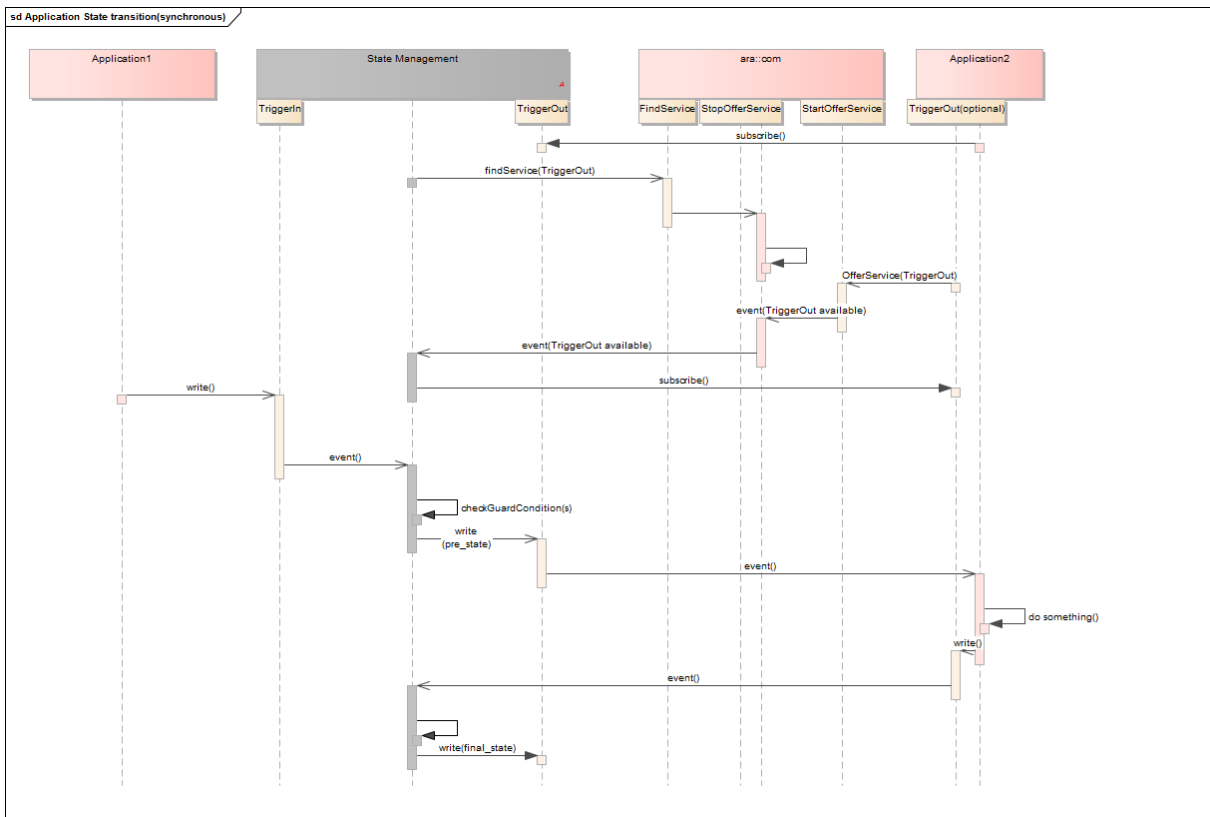 sd Application State transition(synchronous)
Application1
State Management
ara::com
Application2
TriggerIn
TriggerOut
FindService
StopOfferService
StartOfferService
TriggerOut(optional)
subscribe()
findService(TriggerOut)
OfferService(TriggerOut)
event(TriggerOut available)
event(TriggerOut available)
subscribe()
write()
event()
checkGuardCondition(s)
write
(pre_state)
event()
do something()
write()
event()
write(final_state)